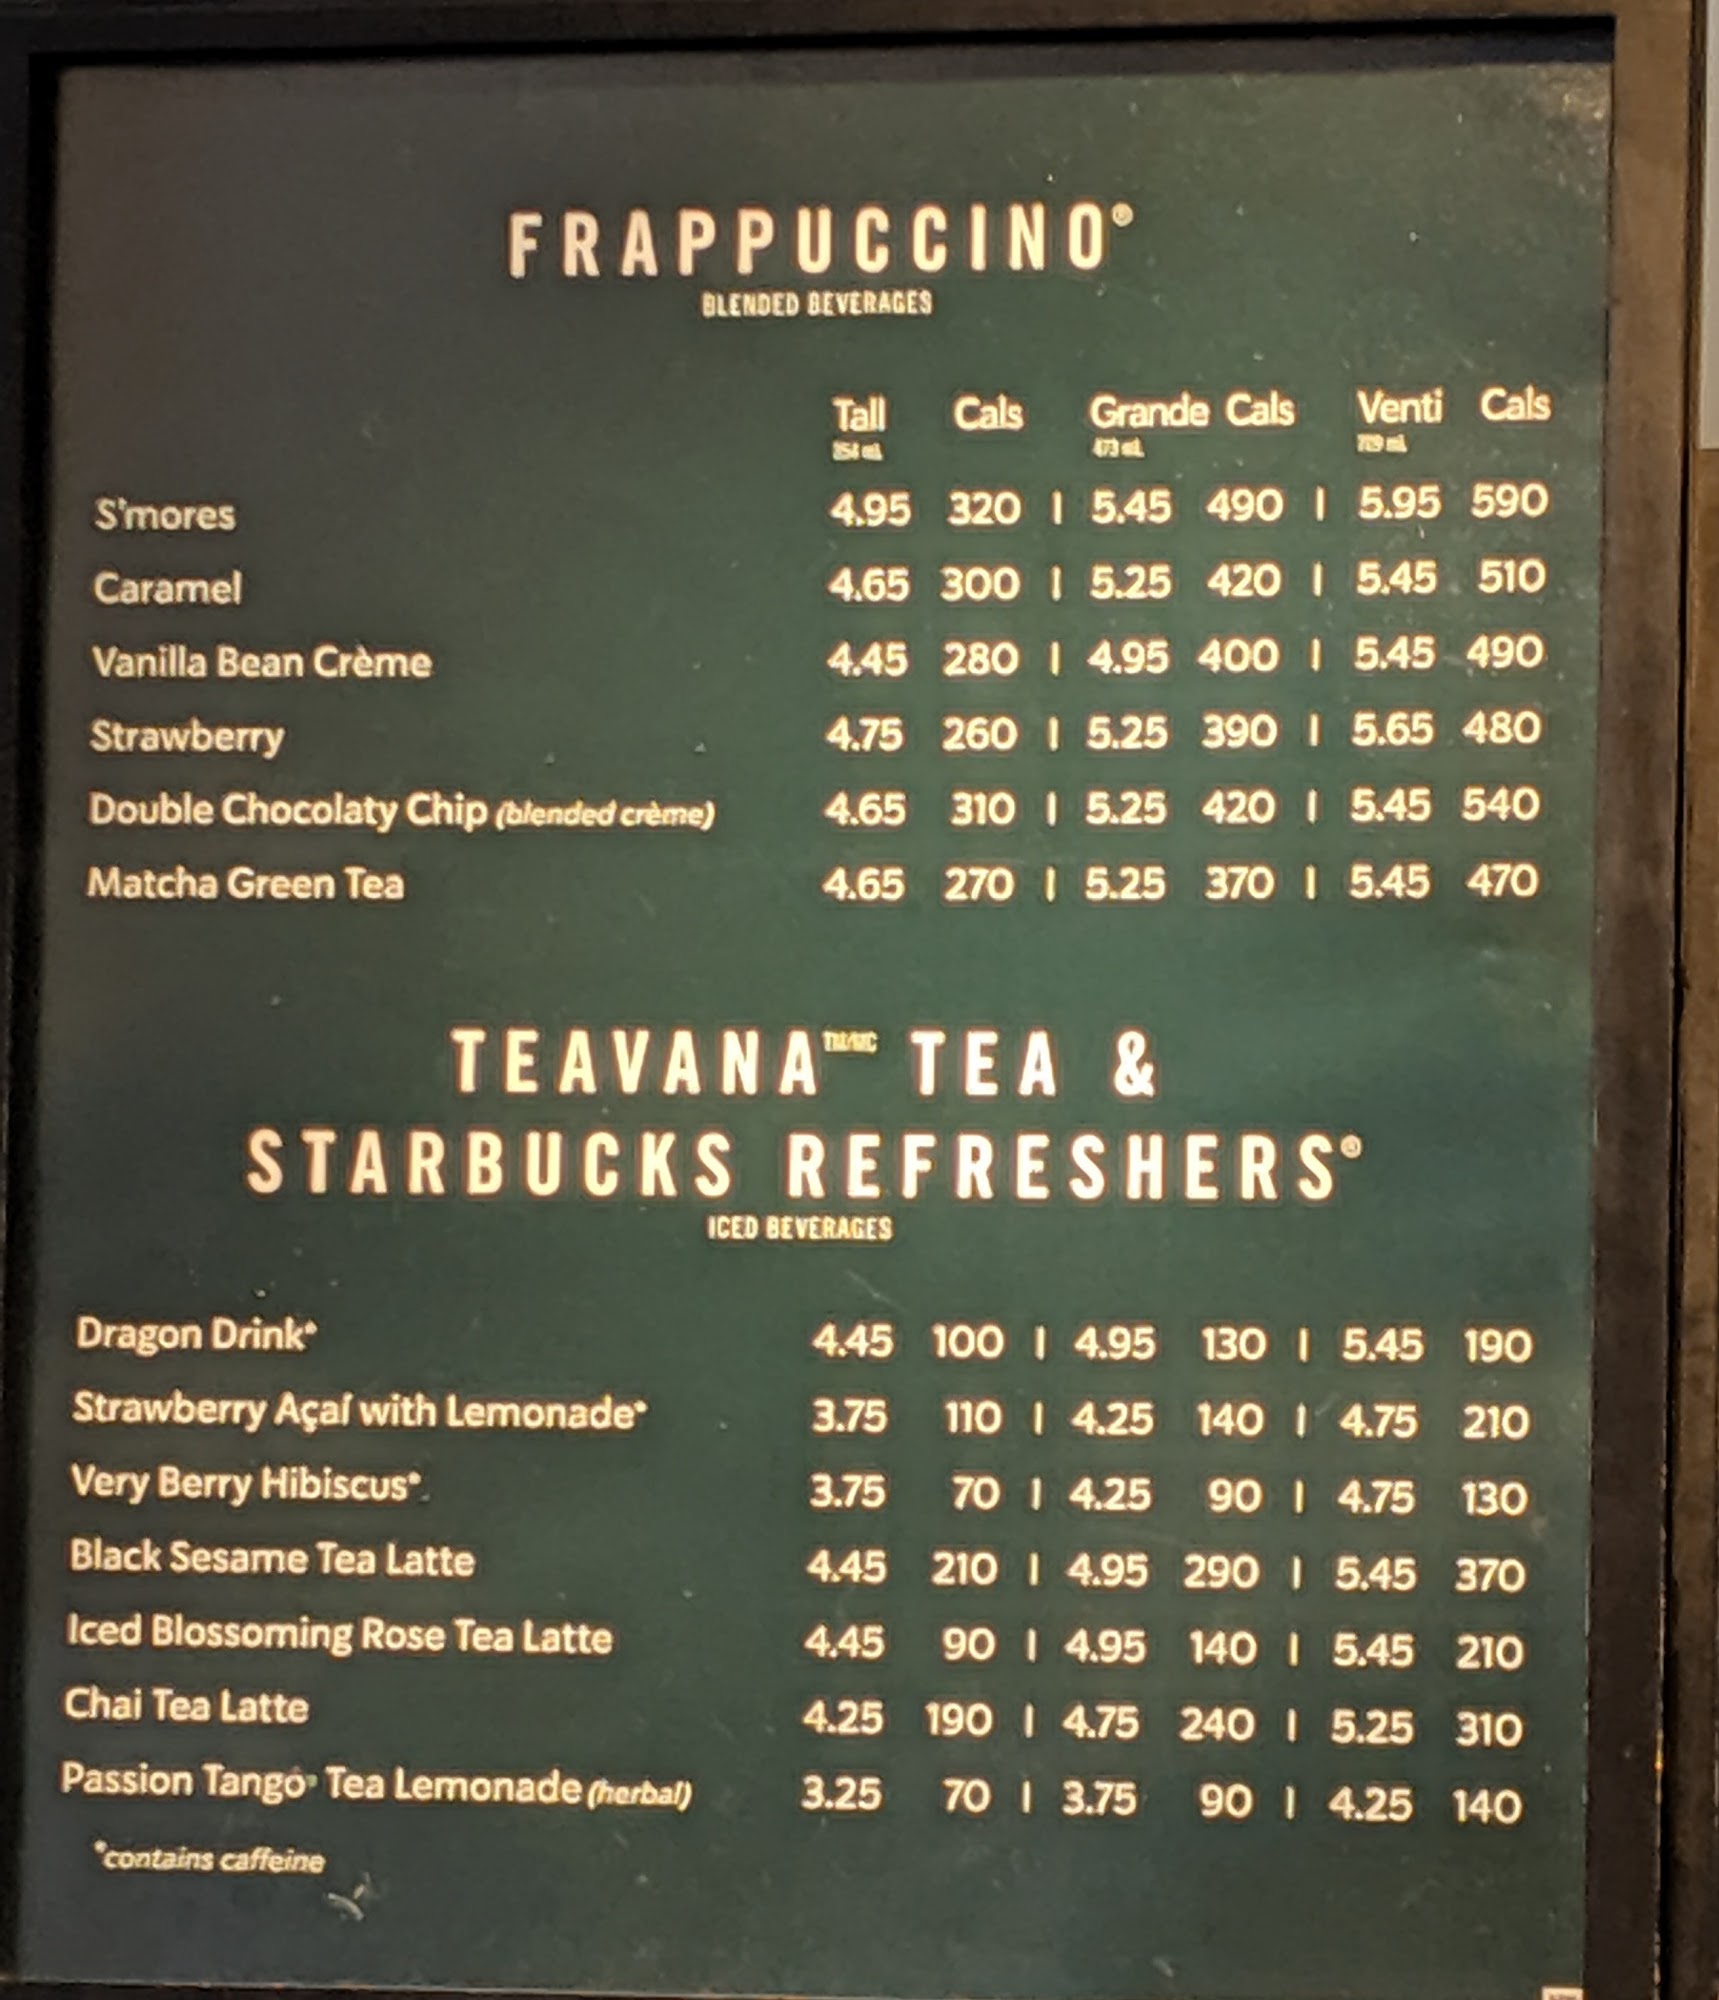 FRAPPUCCINO®
BLENDED BEVERAGES
Tall Cals Grande Cals Venti Cals
354 mL 473 mL 709 mL
S'mores 4.95 320 | 5.45 490 | 5.95 590
Caramel 4.65 300 | 5.25 420 | 5.45 510
Vanilla Bean Crème 4.45 280 | 4.95 400 | 5.45 490
Strawberry 4.75 260 | 5.25 390 | 5.65 480
Double Chocolaty Chip (blended crème) 4.65 310 | 5.25 420 | 5.45 540
Matcha Green Tea 4.65 270 | 5.25 370 | 5.45 470
TEAVANA™/MC TEA &
STARBUCKS REFRESHERS®
ICED BEVERAGES
Dragon Drink* 4.45 100 | 4.95 130 | 5.45 190
Strawberry Açaí with Lemonade* 3.75 110 | 4.25 140 | 4.75 210
Very Berry Hibiscus* 3.75 70 | 4.25 90 | 4.75 130
Black Sesame Tea Latte 4.45 210 | 4.95 290 | 5.45 370
Iced Blossoming Rose Tea Latte 4.45 90 | 4.95 140 | 5.45 210
Chai Tea Latte 4.25 190 | 4.75 240 | 5.25 310
Passion Tango® Tea Lemonade (herbal) 3.25 70 | 3.75 90 | 4.25 140
*contains caffeine